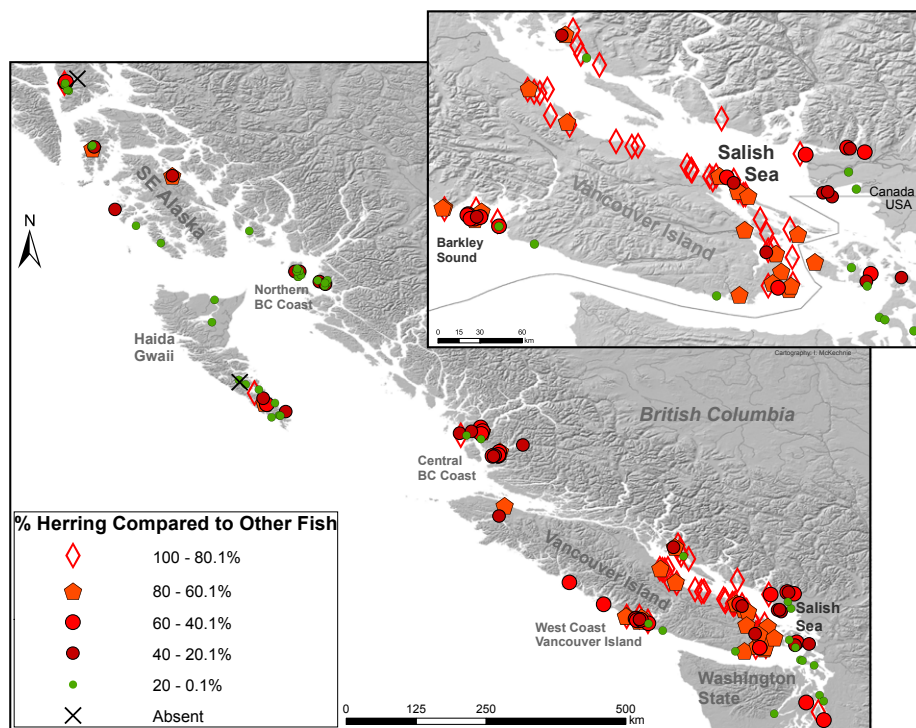 Salish
Sea
Vancouver Island
Canada
USA
Barkley
Sound
0 15 30 60
km
Cartography: I. McKechnie
N
SE Alaska
Northern
BC Coast
Haida
Gwaii
British Columbia
Central
BC Coast
Vancouver Island
West Coast
Vancouver Island
Salish
Sea
Washington
State
% Herring Compared to Other Fish
100 - 80.1%
80 - 60.1%
60 - 40.1%
40 - 20.1%
20 - 0.1%
Absent
0 125 250 500
km